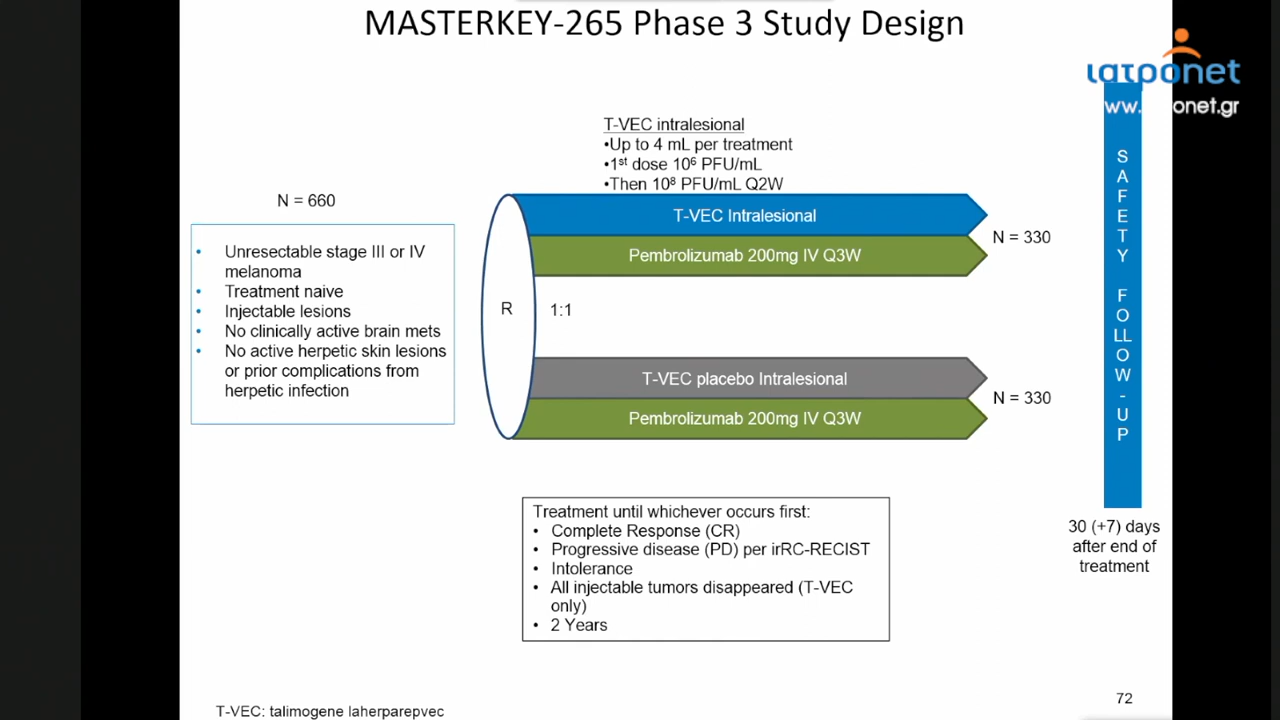 MASTERKEY-265 Phase 3 Study Design
ιατρonet
www.
onet.gr
T-VEC intralesional
•Up to 4 mL per treatment
•1st dose 10⁶ PFU/mL
•Then 10⁸ PFU/mL Q2W
N = 660
• Unresectable stage III or IV
melanoma
• Treatment naive
• Injectable lesions
• No clinically active brain mets
• No active herpetic skin lesions
or prior complications from
herpetic infection
R
1:1
T-VEC Intralesional
Pembrolizumab 200mg IV Q3W
N = 330
T-VEC placebo Intralesional
Pembrolizumab 200mg IV Q3W
N = 330
SAFETY FOLLOW-UP
30 (+7) days
after end of
treatment
Treatment until whichever occurs first:
• Complete Response (CR)
• Progressive disease (PD) per irRC-RECIST
• Intolerance
• All injectable tumors disappeared (T-VEC
only)
• 2 Years
72
T-VEC: talimogene laherparepvec